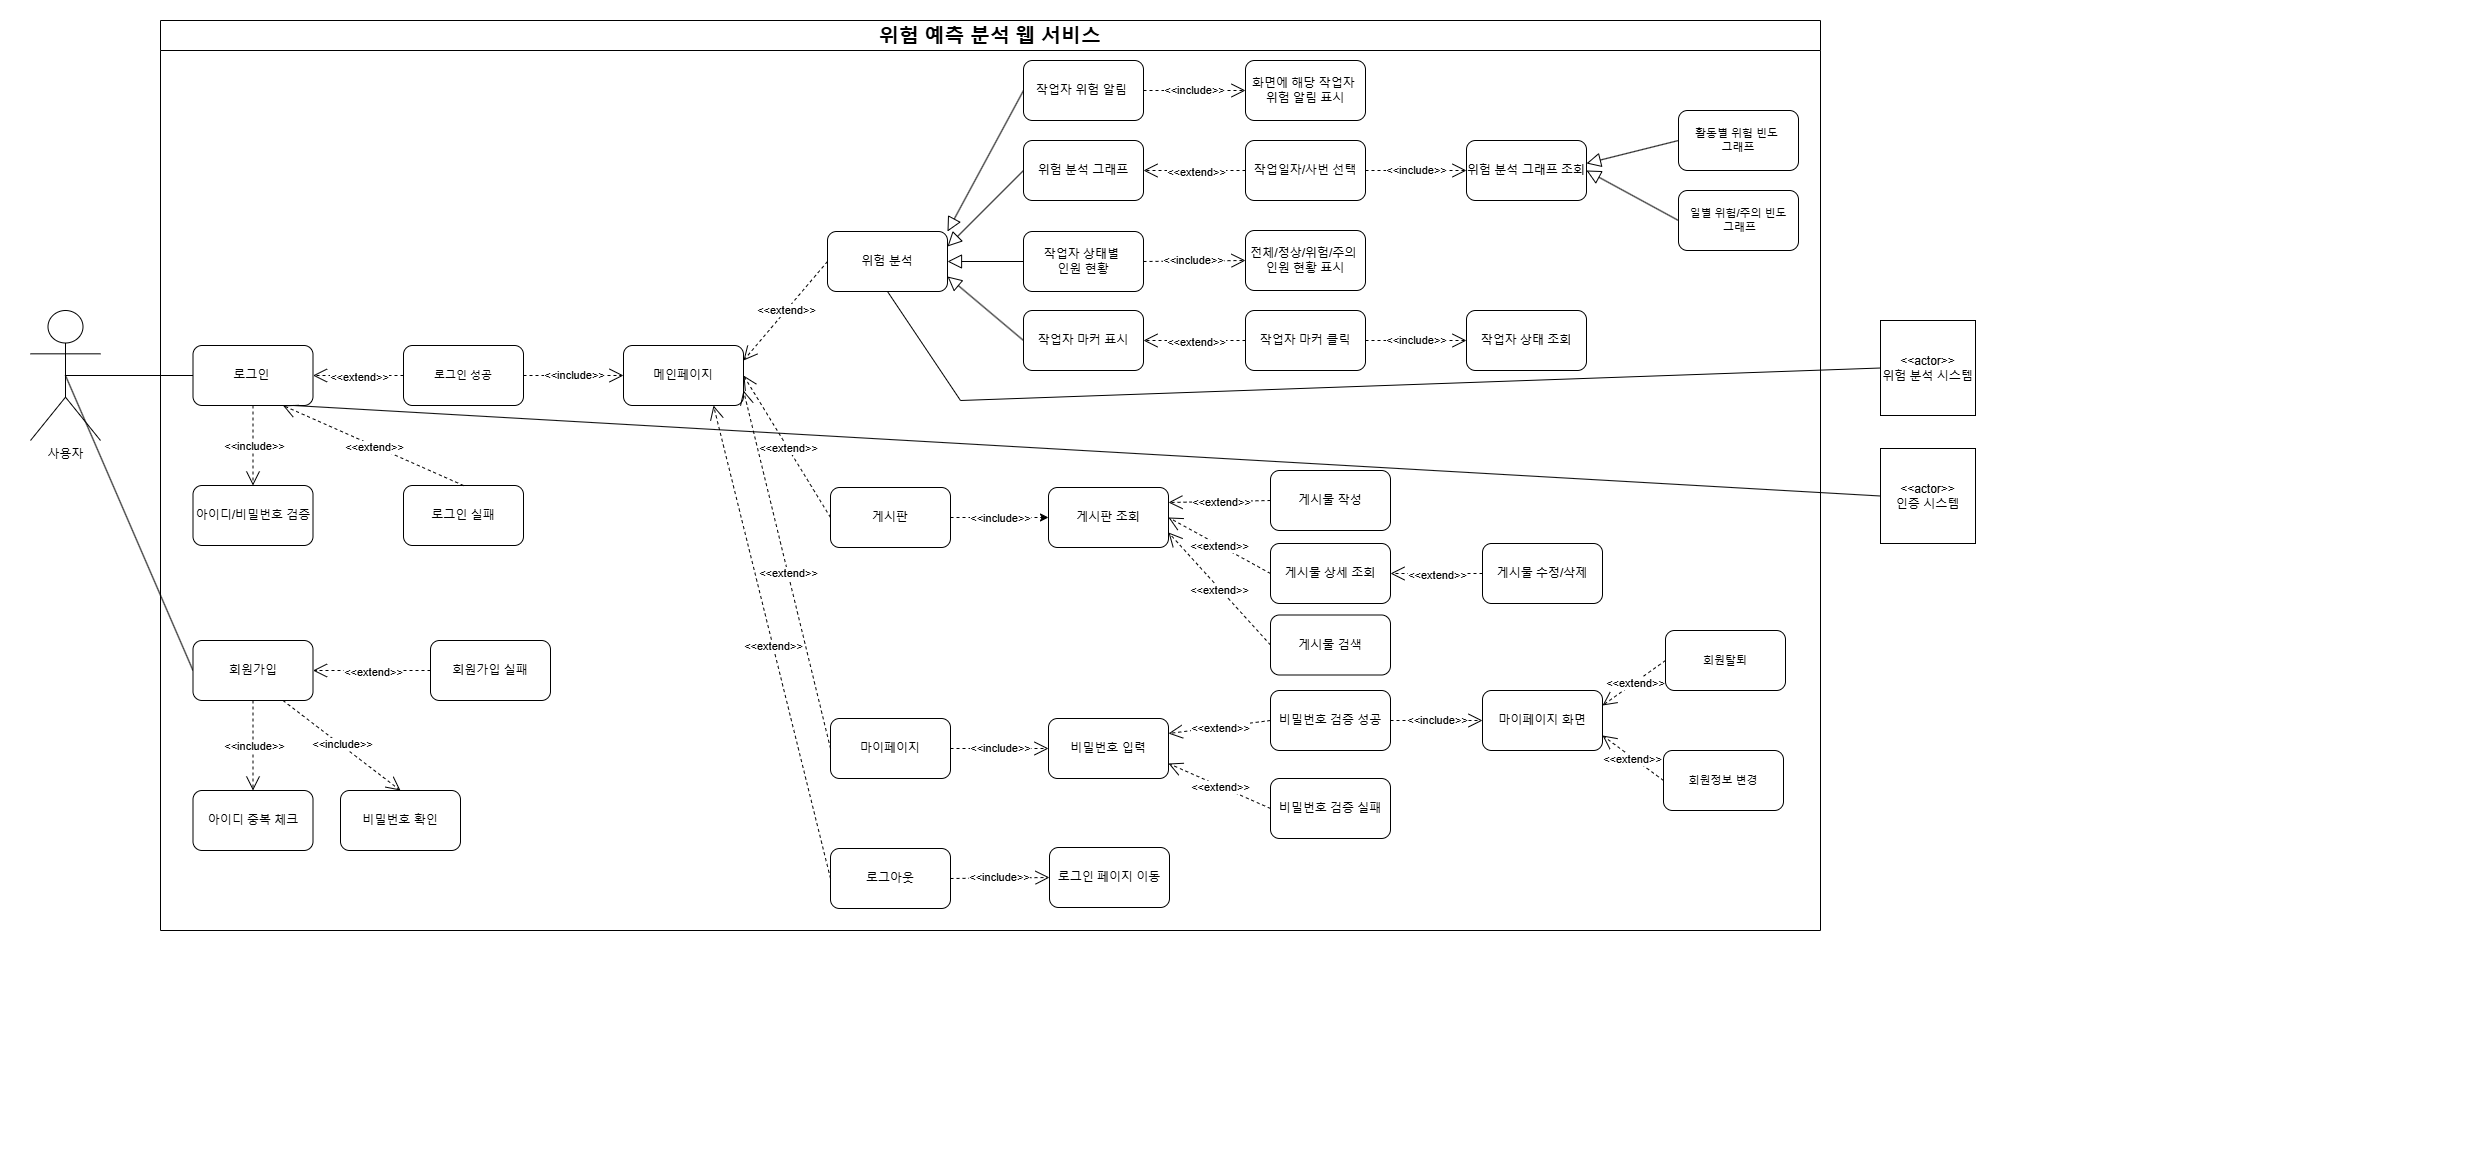 위험 예측 분석 웹 서비스
작업자 위험 알림
<<include>>
화면에 해당 작업자
위험 알림 표시
위험 분석 그래프
<<extend>>
작업일자/사번 선택
<<include>>
위험 분석 그래프 조회
활동별 위험 빈도
그래프
일별 위험/주의 빈도
그래프
위험 분석
작업자 상태별
인원 현황
<<include>>
전체/정상/위험/주의
인원 현황 표시
<<extend>>
작업자 마커 표시
<<extend>>
작업자 마커 클릭
<<include>>
작업자 상태 조회
사용자
로그인
<<extend>>
로그인 성공
<<include>>
메인페이지
<<actor>>
위험 분석 시스템
<<include>>
<<extend>>
<<extend>>
아이디/비밀번호 검증
로그인 실패
<<actor>>
인증 시스템
게시판
<<include>>
게시판 조회
<<extend>>
게시물 작성
<<extend>>
게시물 상세 조회
<<extend>>
게시물 수정/삭제
<<extend>>
게시물 검색
<<extend>>
<<extend>>
회원가입
<<extend>>
회원가입 실패
<<include>>
<<include>>
아이디 중복 체크
비밀번호 확인
마이페이지
<<include>>
비밀번호 입력
<<extend>>
비밀번호 검증 성공
<<include>>
마이페이지 화면
<<extend>>
회원탈퇴
<<extend>>
회원정보 변경
<<extend>>
비밀번호 검증 실패
로그아웃
<<include>>
로그인 페이지 이동